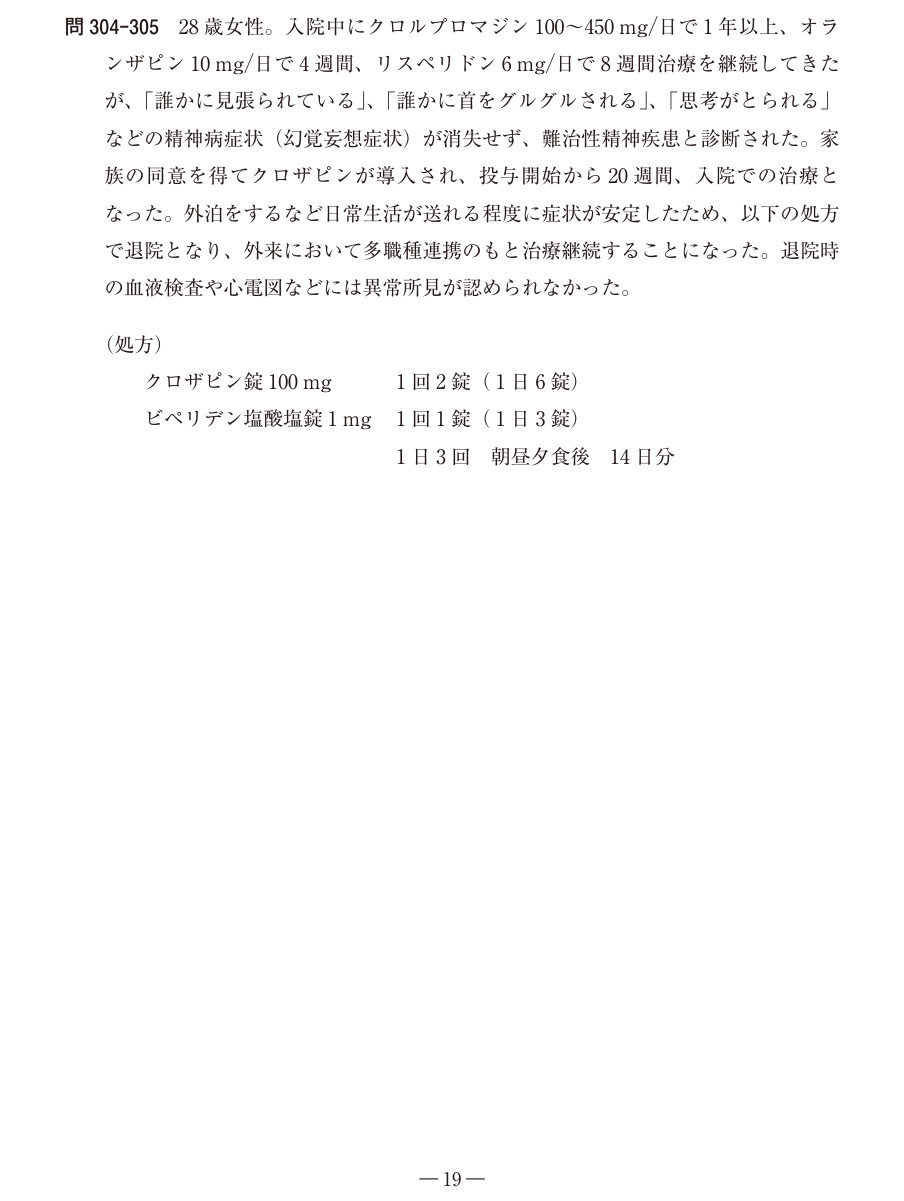 問 304-305　28 歳女性。入院中にクロルプロマジン 100～450 mg/日で 1 年以上、オラ
ンザピン 10 mg/日で 4 週間、リスペリドン 6 mg/日で 8 週間治療を継続してきた
が、「誰かに見張られている」、「誰かに首をグルグルされる」、「思考がとられる」
などの精神病症状（幻覚妄想症状）が消失せず、難治性精神疾患と診断された。家
族の同意を得てクロザピンが導入され、投与開始から 20 週間、入院での治療と
なった。外泊をするなど日常生活が送れる程度に症状が安定したため、以下の処方
で退院となり、外来において多職種連携のもと治療継続することになった。退院時
の血液検査や心電図などには異常所見が認められなかった。
（処方）
クロザピン錠 100 mg　1 回 2 錠（1 日 6 錠）
ビペリデン塩酸塩錠 1 mg　1 回 1 錠（1 日 3 錠）
1 日 3 回　朝昼夕食後　14 日分
― 19 ―